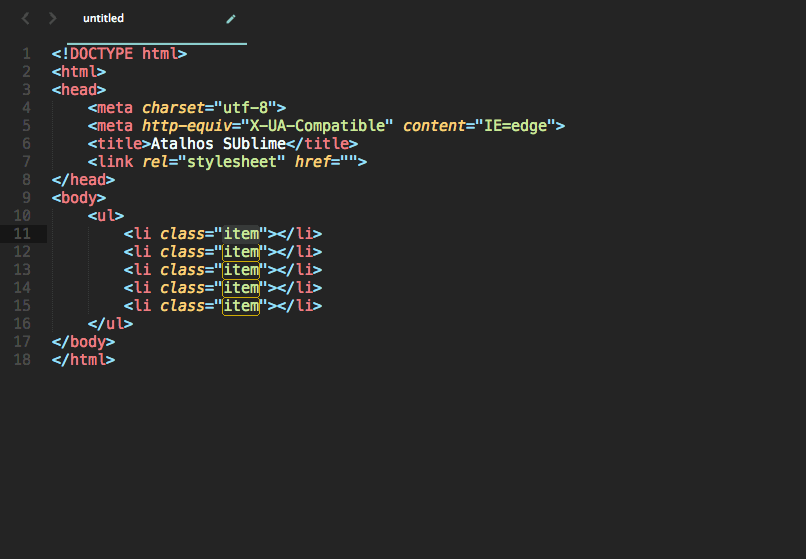 untitled
1 <!DOCTYPE html>
2 <html>
3 <head>
4     <meta charset="utf-8">
5     <meta http-equiv="X-UA-Compatible" content="IE=edge">
6     <title>Atalhos SUblime</title>
7     <link rel="stylesheet" href="">
8 </head>
9 <body>
10     <ul>
11         <li class="item"></li>
12         <li class="item"></li>
13         <li class="item"></li>
14         <li class="item"></li>
15         <li class="item"></li>
16     </ul>
17 </body>
18 </html>